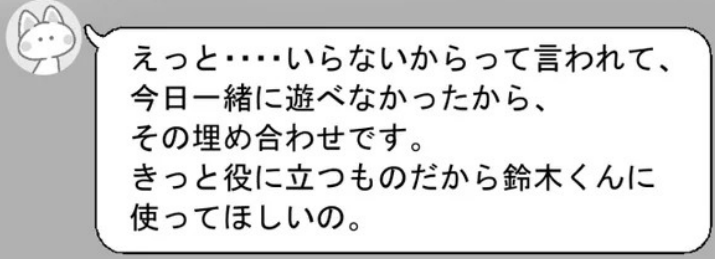 えっと････いらないからって言われて、
今日一緒に遊べなかったから、
その埋め合わせです。
きっと役に立つものだから鈴木くんに
使ってほしいの。